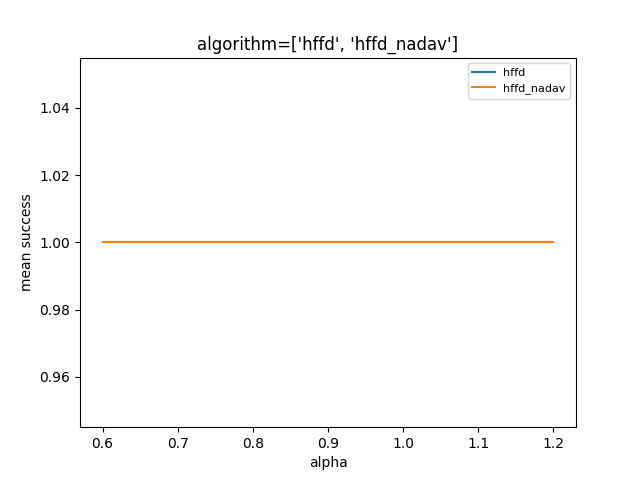 algorithm=['hffd', 'hffd_nadav']
hffd
hffd_nadav
mean success
1.04
1.02
1.00
0.98
0.96
0.6 0.7 0.8 0.9 1.0 1.1 1.2
alpha